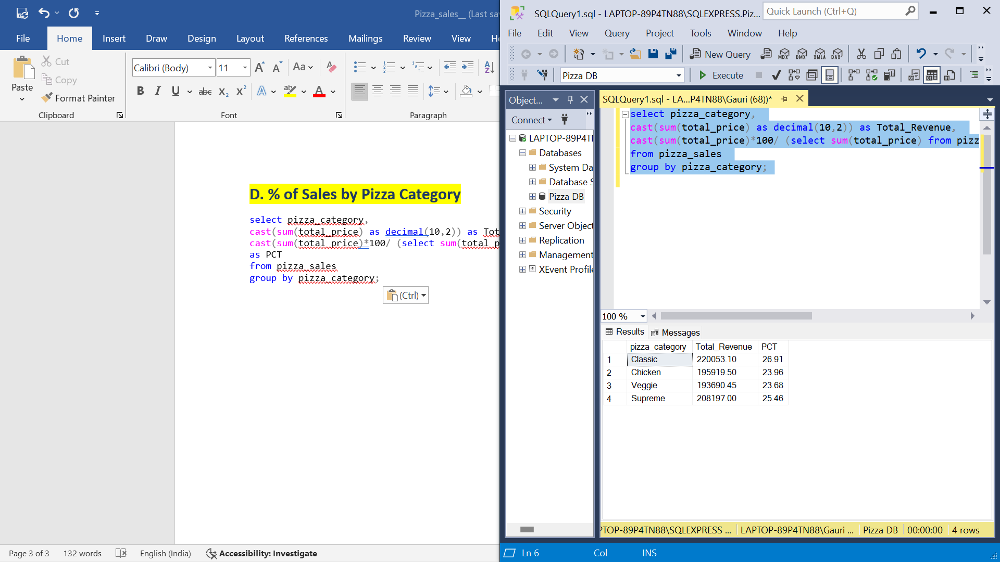 Pizza_sales__ (Last sa
File Home Insert Draw Design Layout References Mailings Review View
Paste
Cut
Copy
Format Painter
Clipboard
Calibri (Body) 11
Font
Paragraph
D. % of Sales by Pizza Category
select pizza_category,
cast(sum(total_price) as decimal(10,2)) as Tot
cast(sum(total_price)*100/ (select sum(total_p
as PCT
from pizza_sales
group by pizza_category;
(Ctrl)
Page 3 of 3 132 words English (India) Accessibility: Investigate
SQLQuery1.sql - LAPTOP-89P4TN88\SQLEXPRESS.Piz...
Quick Launch (Ctrl+Q)
File Edit View Query Project Tools Window Help
New Query MDX DMX XMLA DAX
Pizza DB
Execute
Object...
Connect
LAPTOP-89P4T
Databases
System Da
Database S
Pizza DB
Security
Server Object
Replication
Management
XEvent Profile
SQLQuery1.sql - LA...P4TN88\Gauri (68))*
select pizza_category,
cast(sum(total_price) as decimal(10,2)) as Total_Revenue,
cast(sum(total_price)*100/ (select sum(total_price) from pizz
from pizza_sales
group by pizza_category;
100 %
Results Messages
pizza_category Total_Revenue PCT
1 Classic 220053.10 26.91
2 Chicken 195919.50 23.96
3 Veggie 193690.45 23.68
4 Supreme 208197.00 25.46
PTOP-89P4TN88\SQLEXPRESS ... LAPTOP-89P4TN88\Gauri ... Pizza DB 00:00:00 4 rows
Ln 6 Col INS